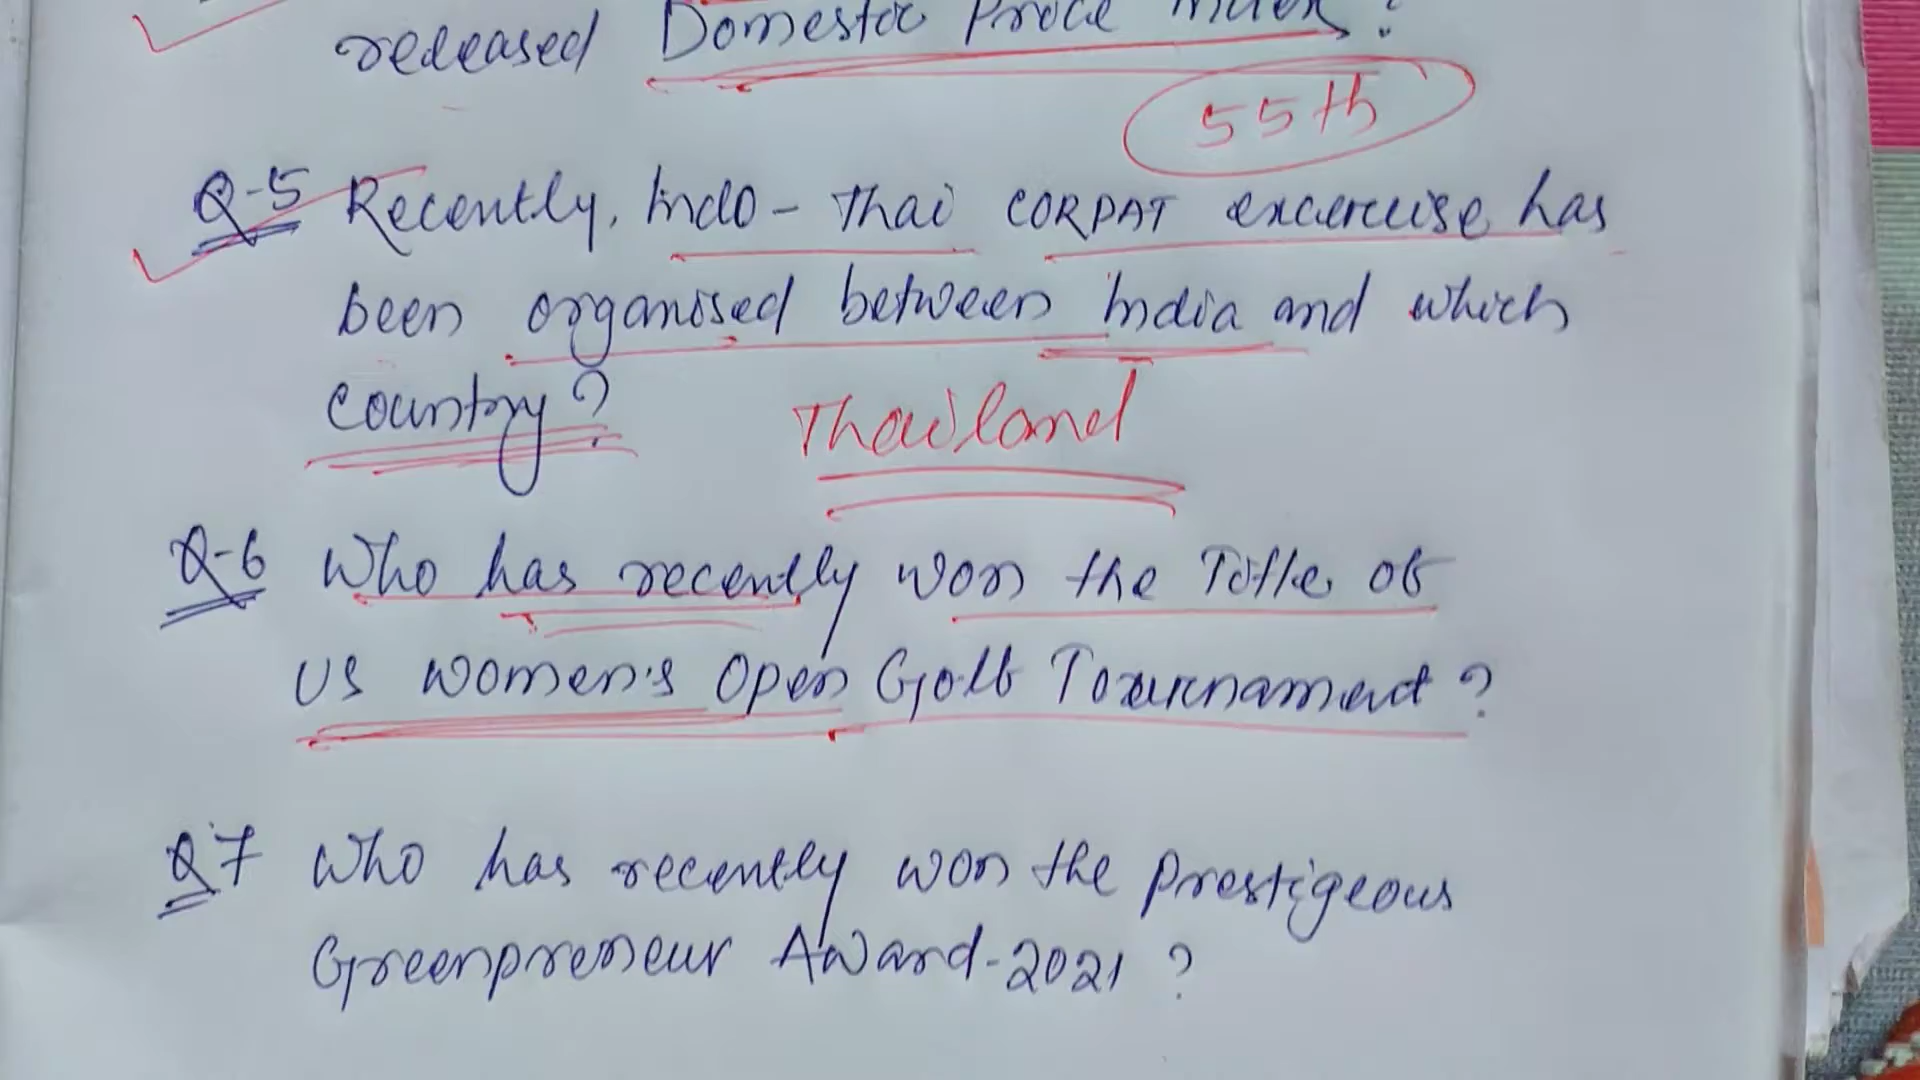 released Domestic Price Index?
55th
Q-5 Recently, Indo-Thai CORPAT excercise has
been organised between India and which
country? Thailand
Q-6 Who has recently won the Title of
US Women's Open Golf Tournament?
Q7 Who has recently won the prestigeous
Greenpreneur Award-2021?